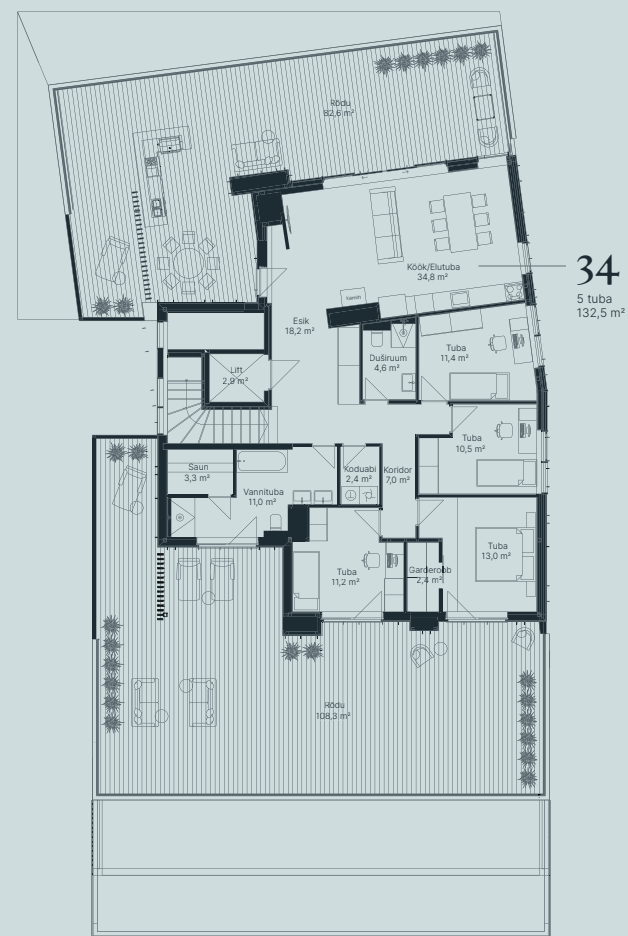 Rõdu
82,6 m²
Köök/Elutuba
34,8 m²
34
5 tuba
132,5 m²
Kamin
Esik
18,2 m²
Duširuum
4,6 m²
Tuba
11,4 m²
Lift
2,9 m²
Tuba
10,5 m²
Saun
3,3 m²
Vannituba
11,0 m²
Koduabi
2,4 m²
Koridor
7,0 m²
Tuba
13,0 m²
Tuba
11,2 m²
Garderoob
2,4 m²
Rõdu
108,3 m²